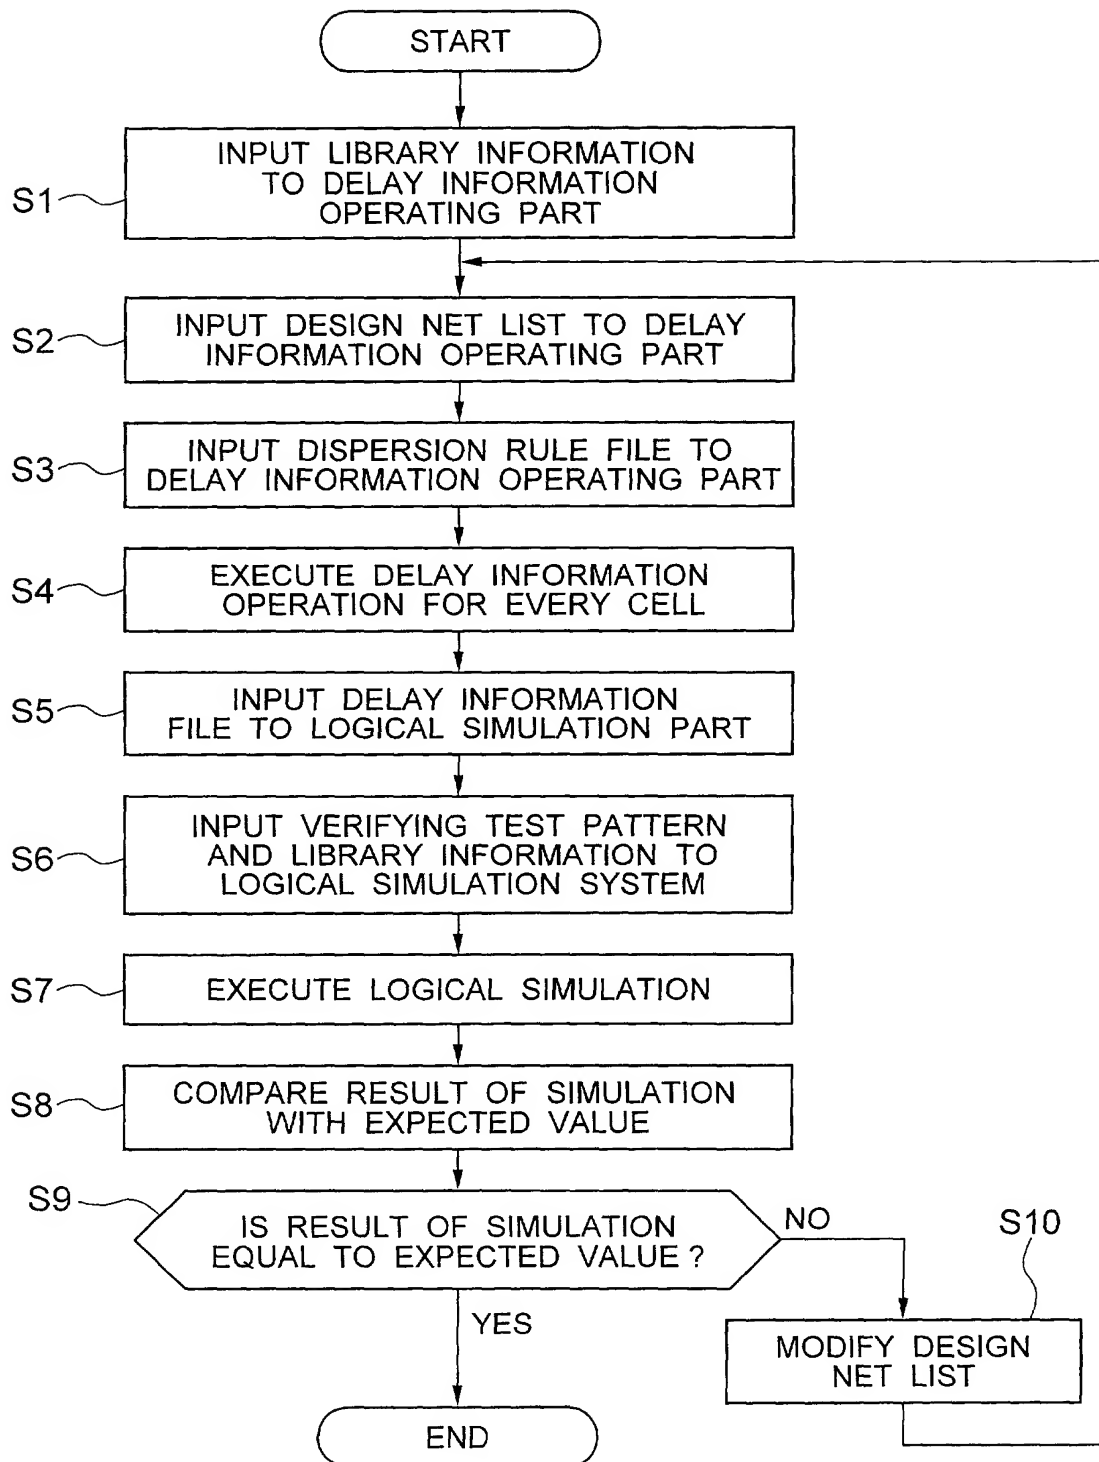 START
S1
INPUT LIBRARY INFORMATION
TO DELAY INFORMATION
OPERATING PART
S2
INPUT DESIGN NET LIST TO DELAY
INFORMATION OPERATING PART
S3
INPUT DISPERSION RULE FILE TO
DELAY INFORMATION OPERATING PART
S4
EXECUTE DELAY INFORMATION
OPERATION FOR EVERY CELL
S5
INPUT DELAY INFORMATION
FILE TO LOGICAL SIMULATION PART
S6
INPUT VERIFYING TEST PATTERN
AND LIBRARY INFORMATION TO
LOGICAL SIMULATION SYSTEM
S7
EXECUTE LOGICAL SIMULATION
S8
COMPARE RESULT OF SIMULATION
WITH EXPECTED VALUE
S9
IS RESULT OF SIMULATION
EQUAL TO EXPECTED VALUE ?
NO
S10
YES
MODIFY DESIGN
NET LIST
END